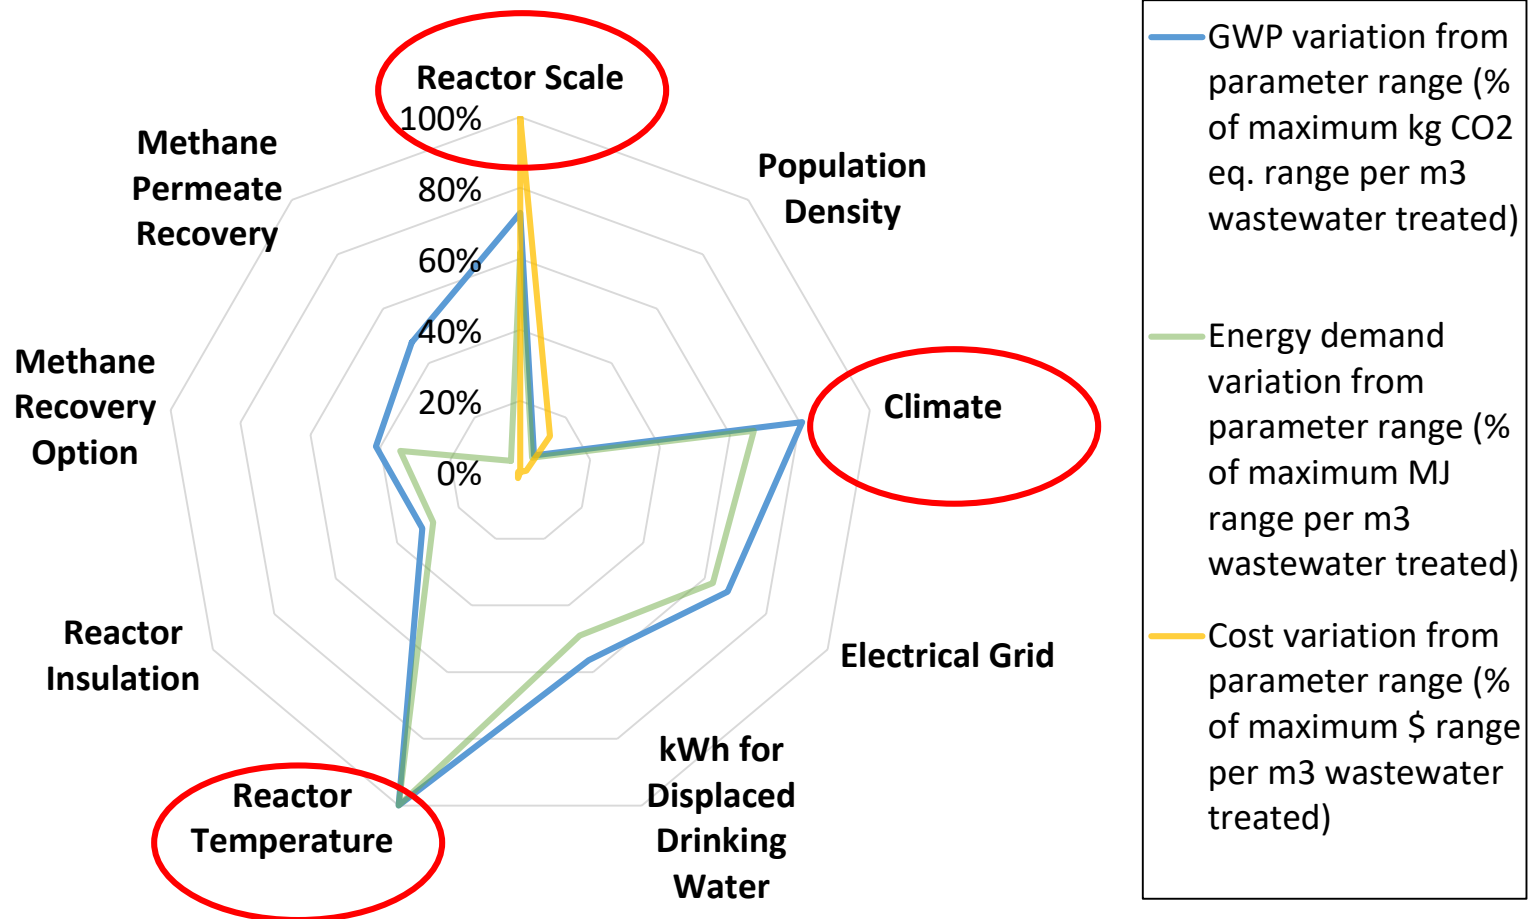 Reactor Scale
100%
80%
60%
40%
20%
0%
Population
Density
Climate
Electrical Grid
kWh for
Displaced
Drinking
Water
Reactor
Temperature
Reactor
Insulation
Methane
Recovery
Option
Methane
Permeate
Recovery
GWP variation from
parameter range (%
of maximum kg CO2
eq. range per m3
wastewater treated)
Energy demand
variation from
parameter range (%
of maximum MJ
range per m3
wastewater treated)
Cost variation from
parameter range (%
of maximum $ range
per m3 wastewater
treated)